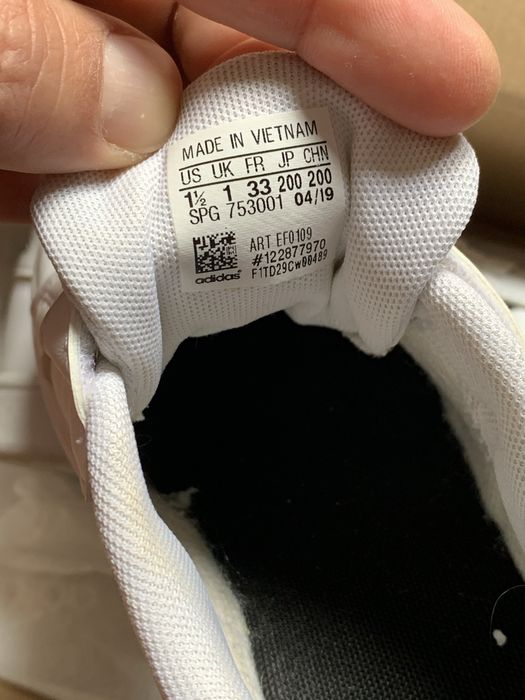 MADE IN VIETNAM
US UK FR JP CHN
1½ 1 33 200 200
SPG 753001 04/19
ART EF0109
#122877970
F1TD29CW00489
adidas